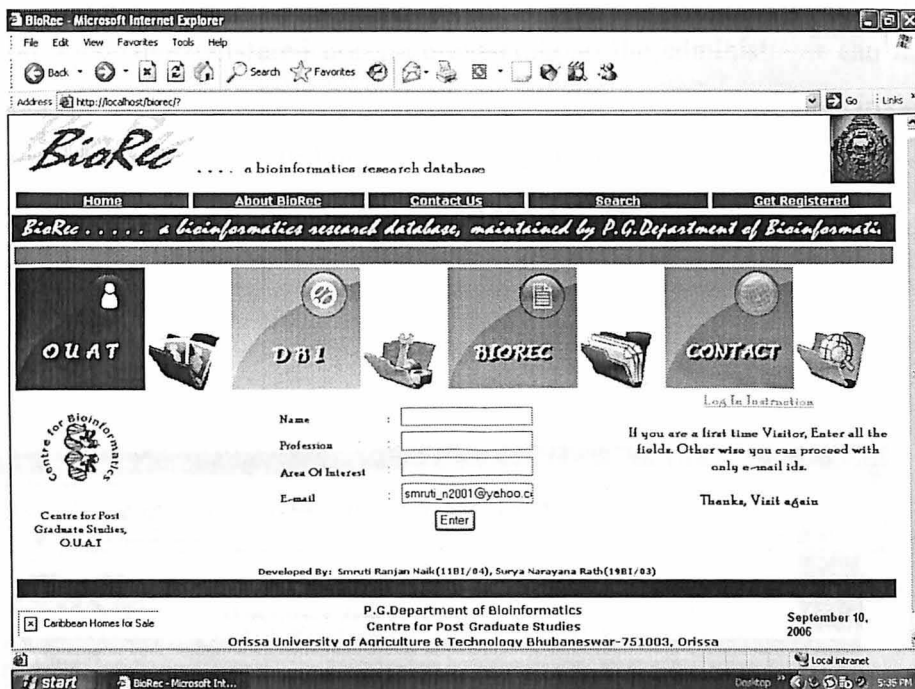 BioRec - Microsoft Internet Explorer
File Edit View Favorites Tools Help
Back Search Favorites
Address http://localhost/biorec/? Go Links
BioRec .... a bioinformatics research database
Home About BioRec Contact Us Search Get Registered
BioRec ..... a bioinformatics research database, maintained by P.G.Department of Bioinformati
OUAT DBI BIOREC CONTACT
Log In Instruction
Centre for Bioinformatics
Name :
Profession :
Area Of Interest :
E-mail : smruti_n2001@yahoo.c
Enter
If you are a first time Visitor, Enter all the
fields. Other wise you can proceed with
only e-mail ids.
Thanks, Visit again
Centre for Post
Graduate Studies,
O.U.A.T
Developed By: Smruti Ranjan Naik(11BI/04), Surya Narayana Rath(19BI/03)
Caribbean Homes for Sale
P.G.Department of Bioinformatics
Centre for Post Graduate Studies
Orissa University of Agriculture & Technology Bhubaneswar-751003, Orissa
September 10,
2006
Local intranet
start BioRec - Microsoft Int... Desktop 5:35 PM